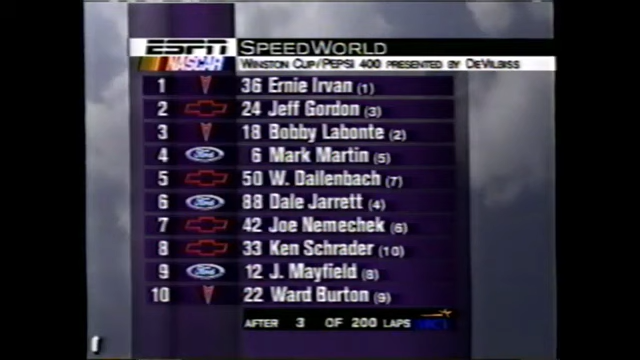 ESPN SPEEDWORLD
NASCAR WINSTON CUP/PEPSI 400 PRESENTED BY DEVILBISS
1 36 Ernie Irvan (1)
2 24 Jeff Gordon (3)
3 18 Bobby Labonte (2)
4 Ford 6 Mark Martin (5)
5 50 W. Dallenbach (7)
6 Ford 88 Dale Jarrett (4)
7 42 Joe Nemechek (6)
8 33 Ken Schrader (10)
9 Ford 12 J. Mayfield (8)
10 22 Ward Burton (9)
AFTER 3 OF 200 LAPS